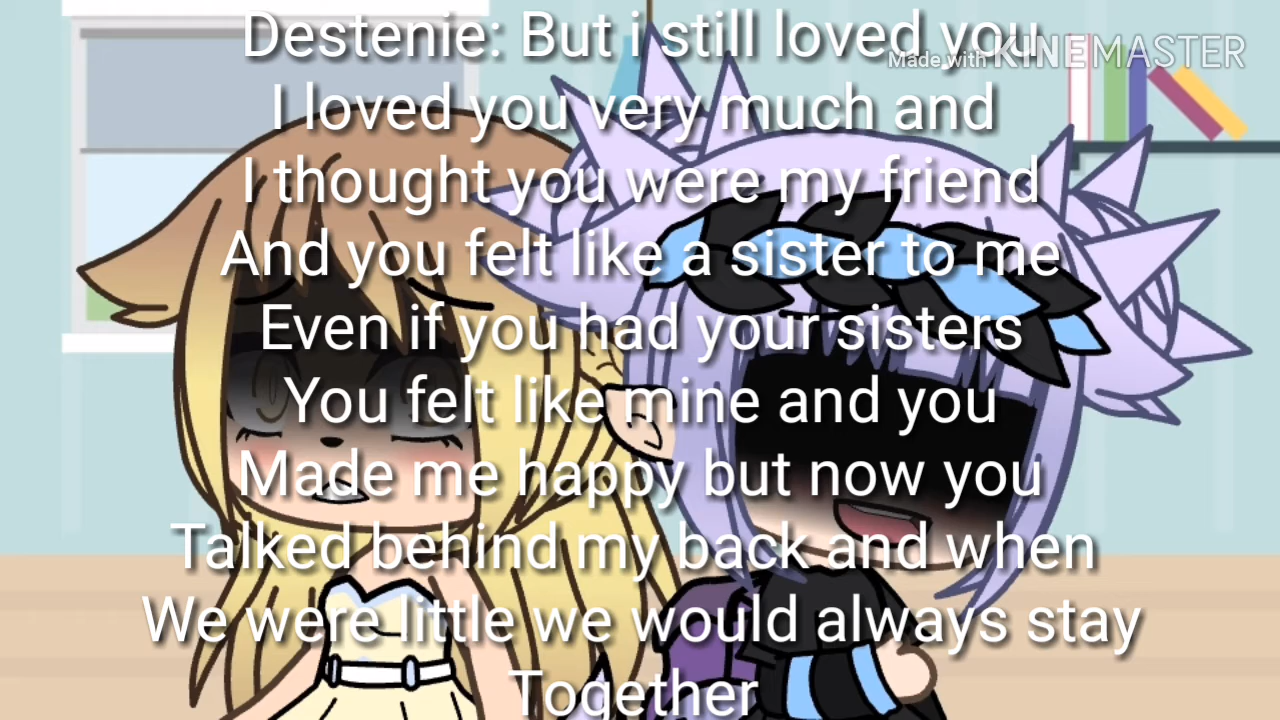 Destenie: But i still loved you
Made with KINEMASTER
I loved you very much and
I thought you were my friend
And you felt like a sister to me
Even if you had your sisters
You felt like mine and you
Made me happy but now you
Talked behind my back and when
We were little we would always stay
Together